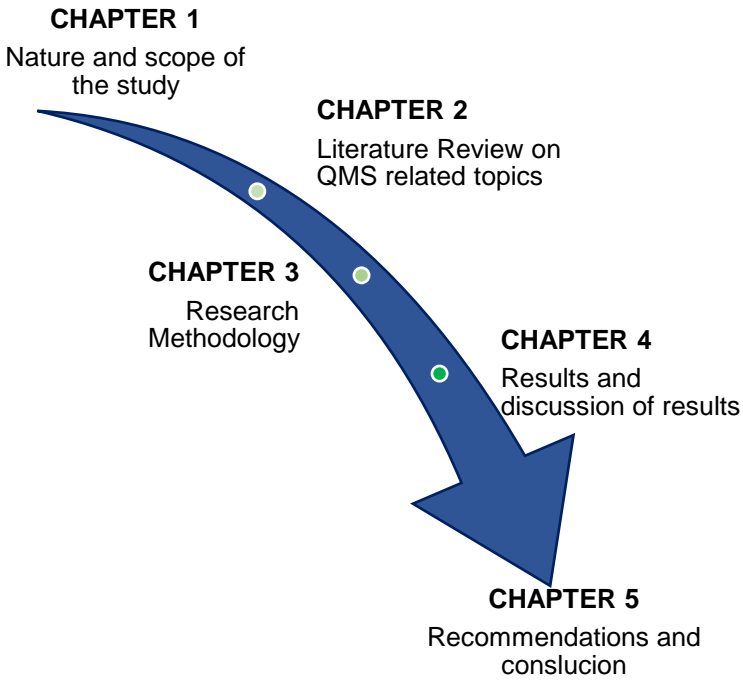 CHAPTER 1
Nature and scope of
the study
CHAPTER 2
Literature Review on
QMS related topics
CHAPTER 3
Research
Methodology
CHAPTER 4
Results and
discussion of results
CHAPTER 5
Recommendations and
conslucion